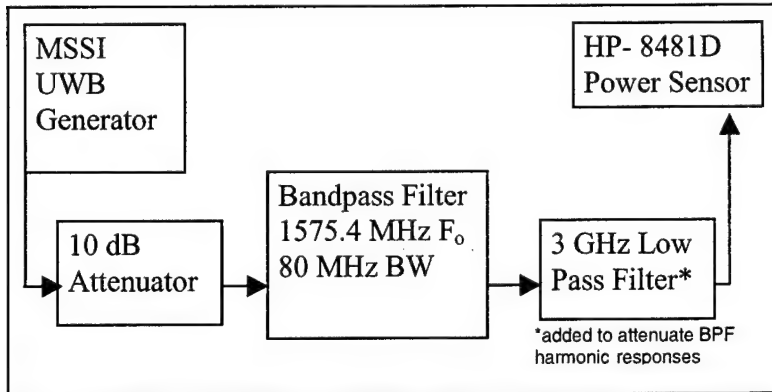 MSSI
UWB
Generator
HP- 8481D
Power Sensor
10 dB
Attenuator
Bandpass Filter
1575.4 MHz Fₒ
80 MHz BW
3 GHz Low
Pass Filter*
*added to attenuate BPF
harmonic responses